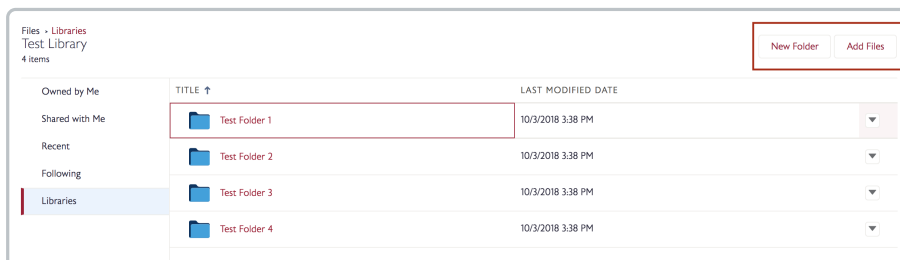 Files > Libraries
Test Library
4 items
New Folder Add Files
Owned by Me
Shared with Me
Recent
Following
Libraries
TITLE ↑ LAST MODIFIED DATE
Test Folder 1 10/3/2018 3:38 PM
Test Folder 2 10/3/2018 3:38 PM
Test Folder 3 10/3/2018 3:38 PM
Test Folder 4 10/3/2018 3:38 PM